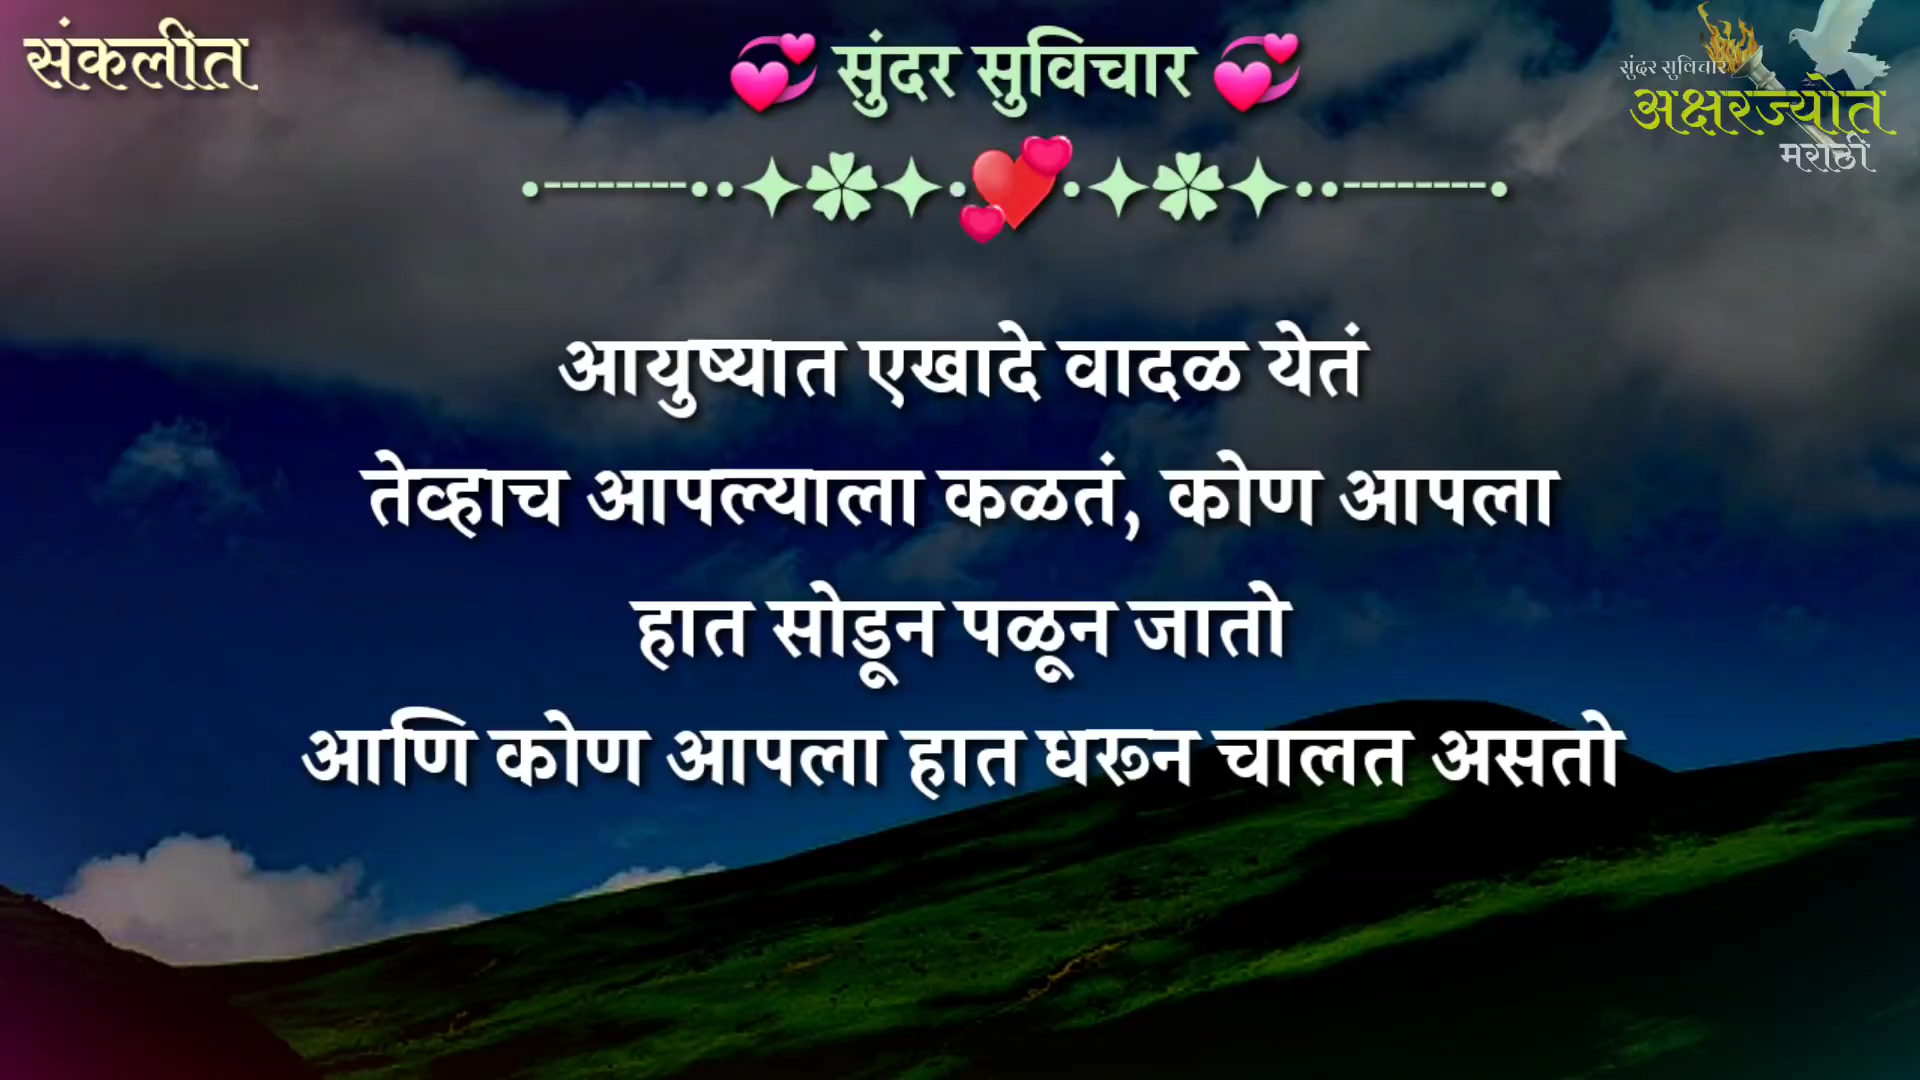 संकलीत
💞 सुंदर सुविचार 💞
सुंदर सुविचार
अक्षरज्योत
मराठी
आयुष्यात एखादे वादळ येतं
तेव्हाच आपल्याला कळतं, कोण आपला
हात सोडून पळून जातो
आणि कोण आपला हात धरून चालत असतो